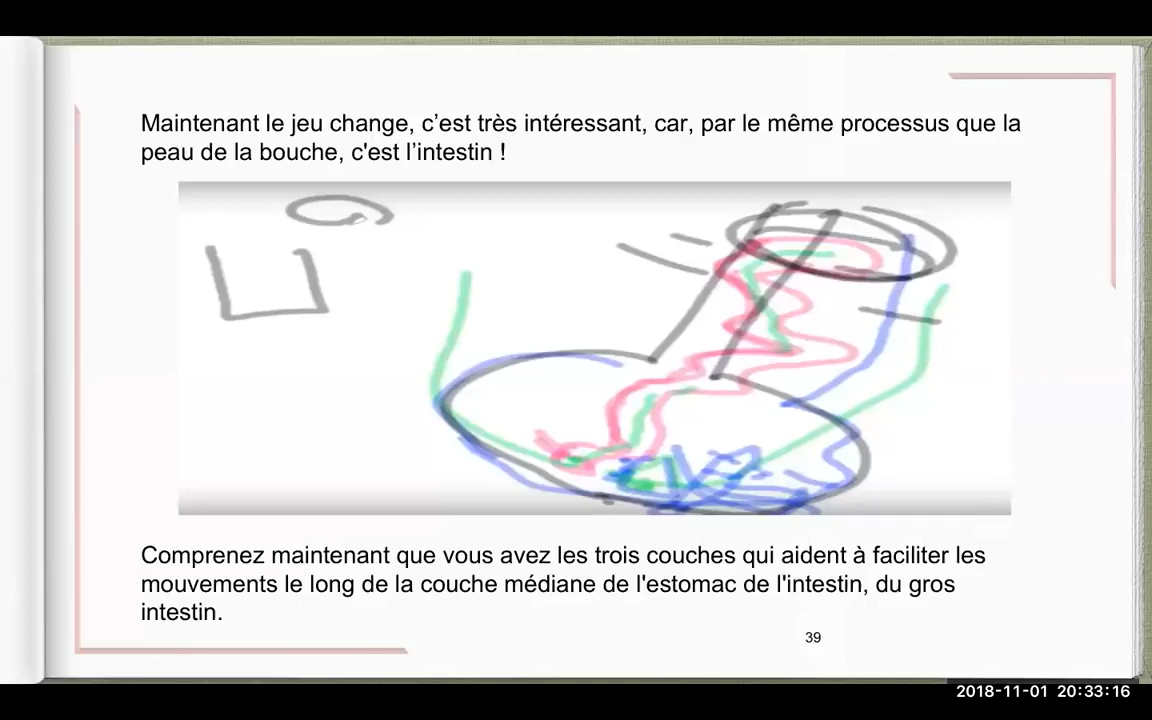 Maintenant le jeu change, c’est très intéressant, car, par le même processus que la
peau de la bouche, c'est l’intestin !
Comprenez maintenant que vous avez les trois couches qui aident à faciliter les
mouvements le long de la couche médiane de l'estomac de l'intestin, du gros
intestin.
39
2018-11-01 20:33:16